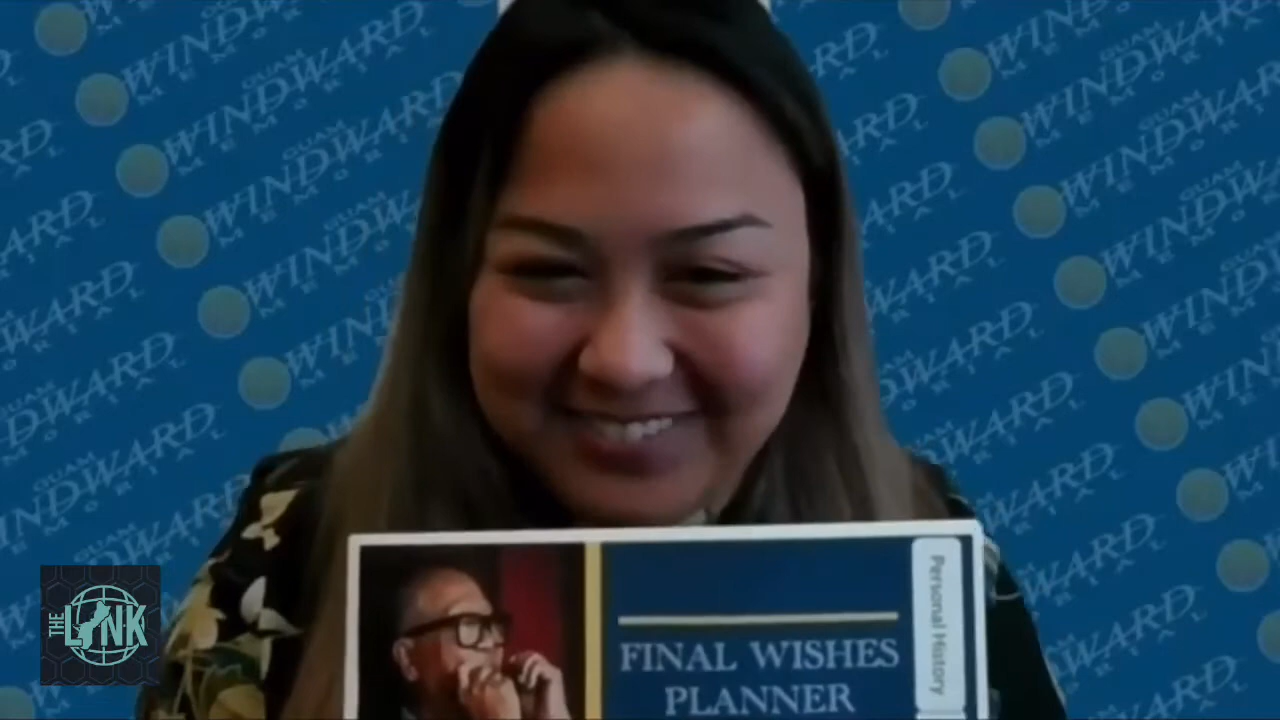 GUAM
WINDWARD
MEMORIAL
THE
LINK
FINAL WISHES
PLANNER
Personal History